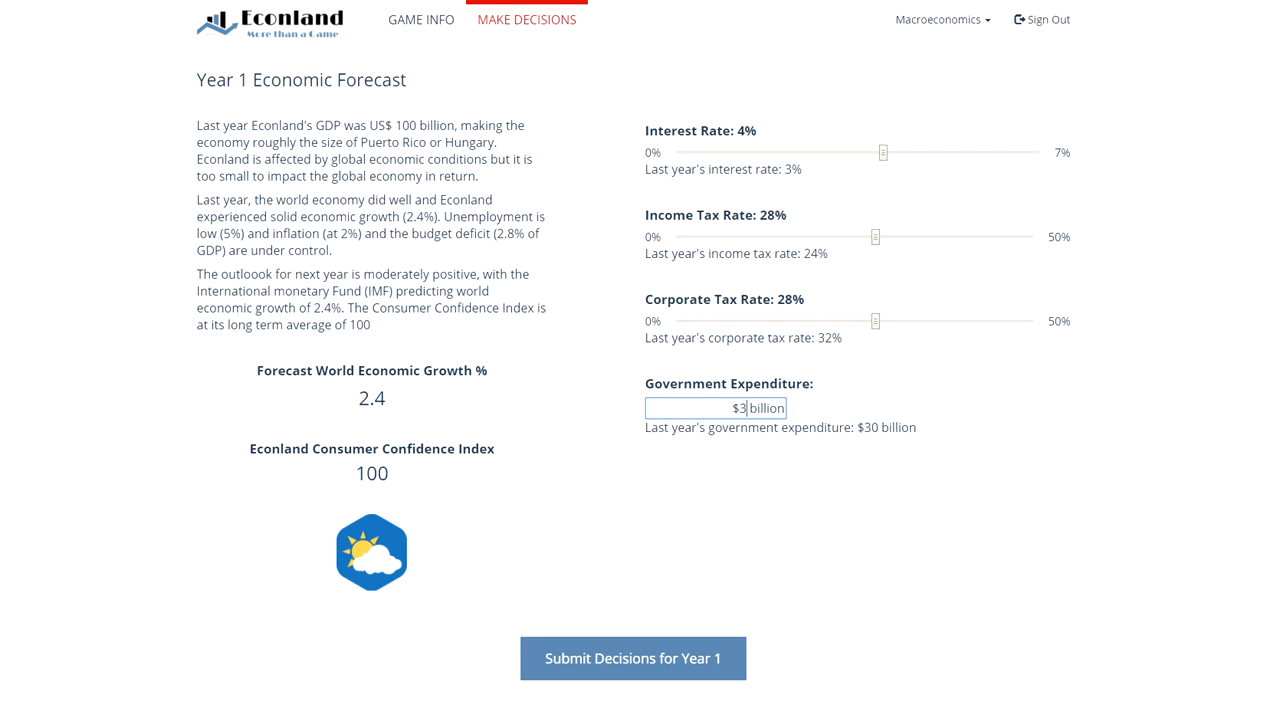 Econland
More than a Game
GAME INFO
MAKE DECISIONS
Macroeconomics
Sign Out
Year 1 Economic Forecast
Last year Econland's GDP was US$ 100 billion, making the
economy roughly the size of Puerto Rico or Hungary.
Econland is affected by global economic conditions but it is
too small to impact the global economy in return.
Last year, the world economy did well and Econland
experienced solid economic growth (2.4%). Unemployment is
low (5%) and inflation (at 2%) and the budget deficit (2.8% of
GDP) are under control.
The outloook for next year is moderately positive, with the
International monetary Fund (IMF) predicting world
economic growth of 2.4%. The Consumer Confidence Index is
at its long term average of 100
Forecast World Economic Growth %
2.4
Econland Consumer Confidence Index
100
Interest Rate: 4%
0%
7%
Last year's interest rate: 3%
Income Tax Rate: 28%
0%
50%
Last year's income tax rate: 24%
Corporate Tax Rate: 28%
0%
50%
Last year's corporate tax rate: 32%
Government Expenditure:
$3 billion
Last year's government expenditure: $30 billion
Submit Decisions for Year 1